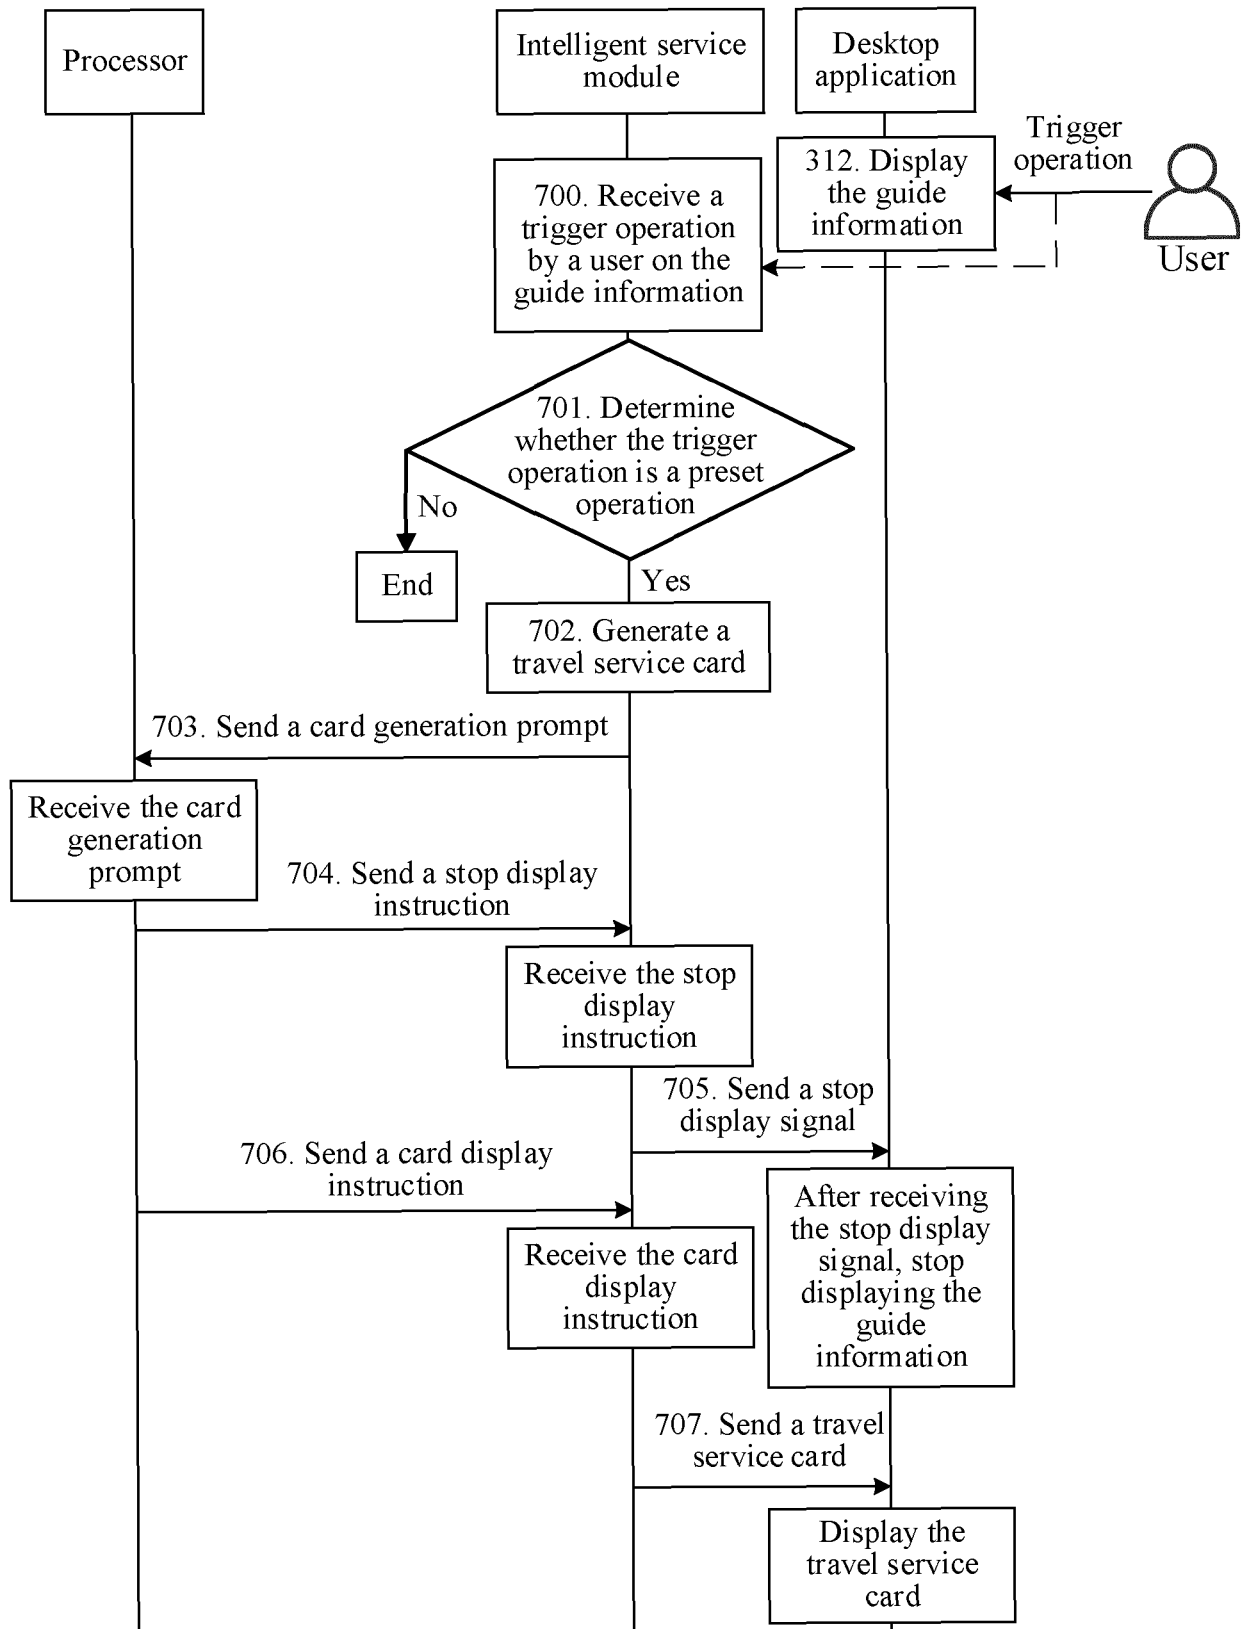 Processor
Intelligent service
module
Desktop
application
Trigger
operation
User
312. Display
the guide
information
700. Receive a
trigger operation
by a user on the
guide information
701. Determine
whether the trigger
operation is a preset
operation
No
End
Yes
702. Generate a
travel service card
703. Send a card generation prompt
Receive the card
generation
prompt
704. Send a stop display
instruction
Receive the stop
display
instruction
705. Send a stop
display signal
706. Send a card display
instruction
After receiving
the stop display
signal, stop
displaying the
guide
information
Receive the card
display
instruction
707. Send a travel
service card
Display the
travel service
card